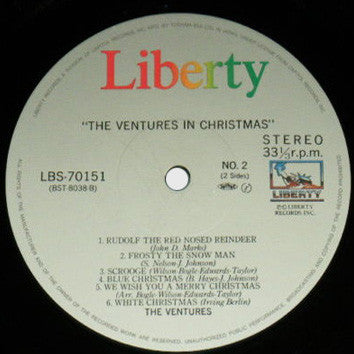 Liberty
"THE VENTURES IN CHRISTMAS"
STEREO
33⅓ r.p.m.
NO. 2
(2 Sides)
LBS-70151
(BST-8038-B)
LIBERTY
℗© LIBERTY
RECORDS INC.
1. RUDOLF THE RED NOSED REINDEER
(John D. Marks)
2. FROSTY THE SNOW MAN
(S. Nelson-J. Johnson)
3. SCROOGE (Wilson-Bogle-Edwards-Taylor)
4. BLUE CHRISTMAS (B. Hayes-J. Johnson)
5. WE WISH YOU A MERRY CHRISTMAS
(Arr. Bogle-Wilson-Edwards-Taylor)
6. WHITE CHRISTMAS (Irving Berlin)
THE VENTURES